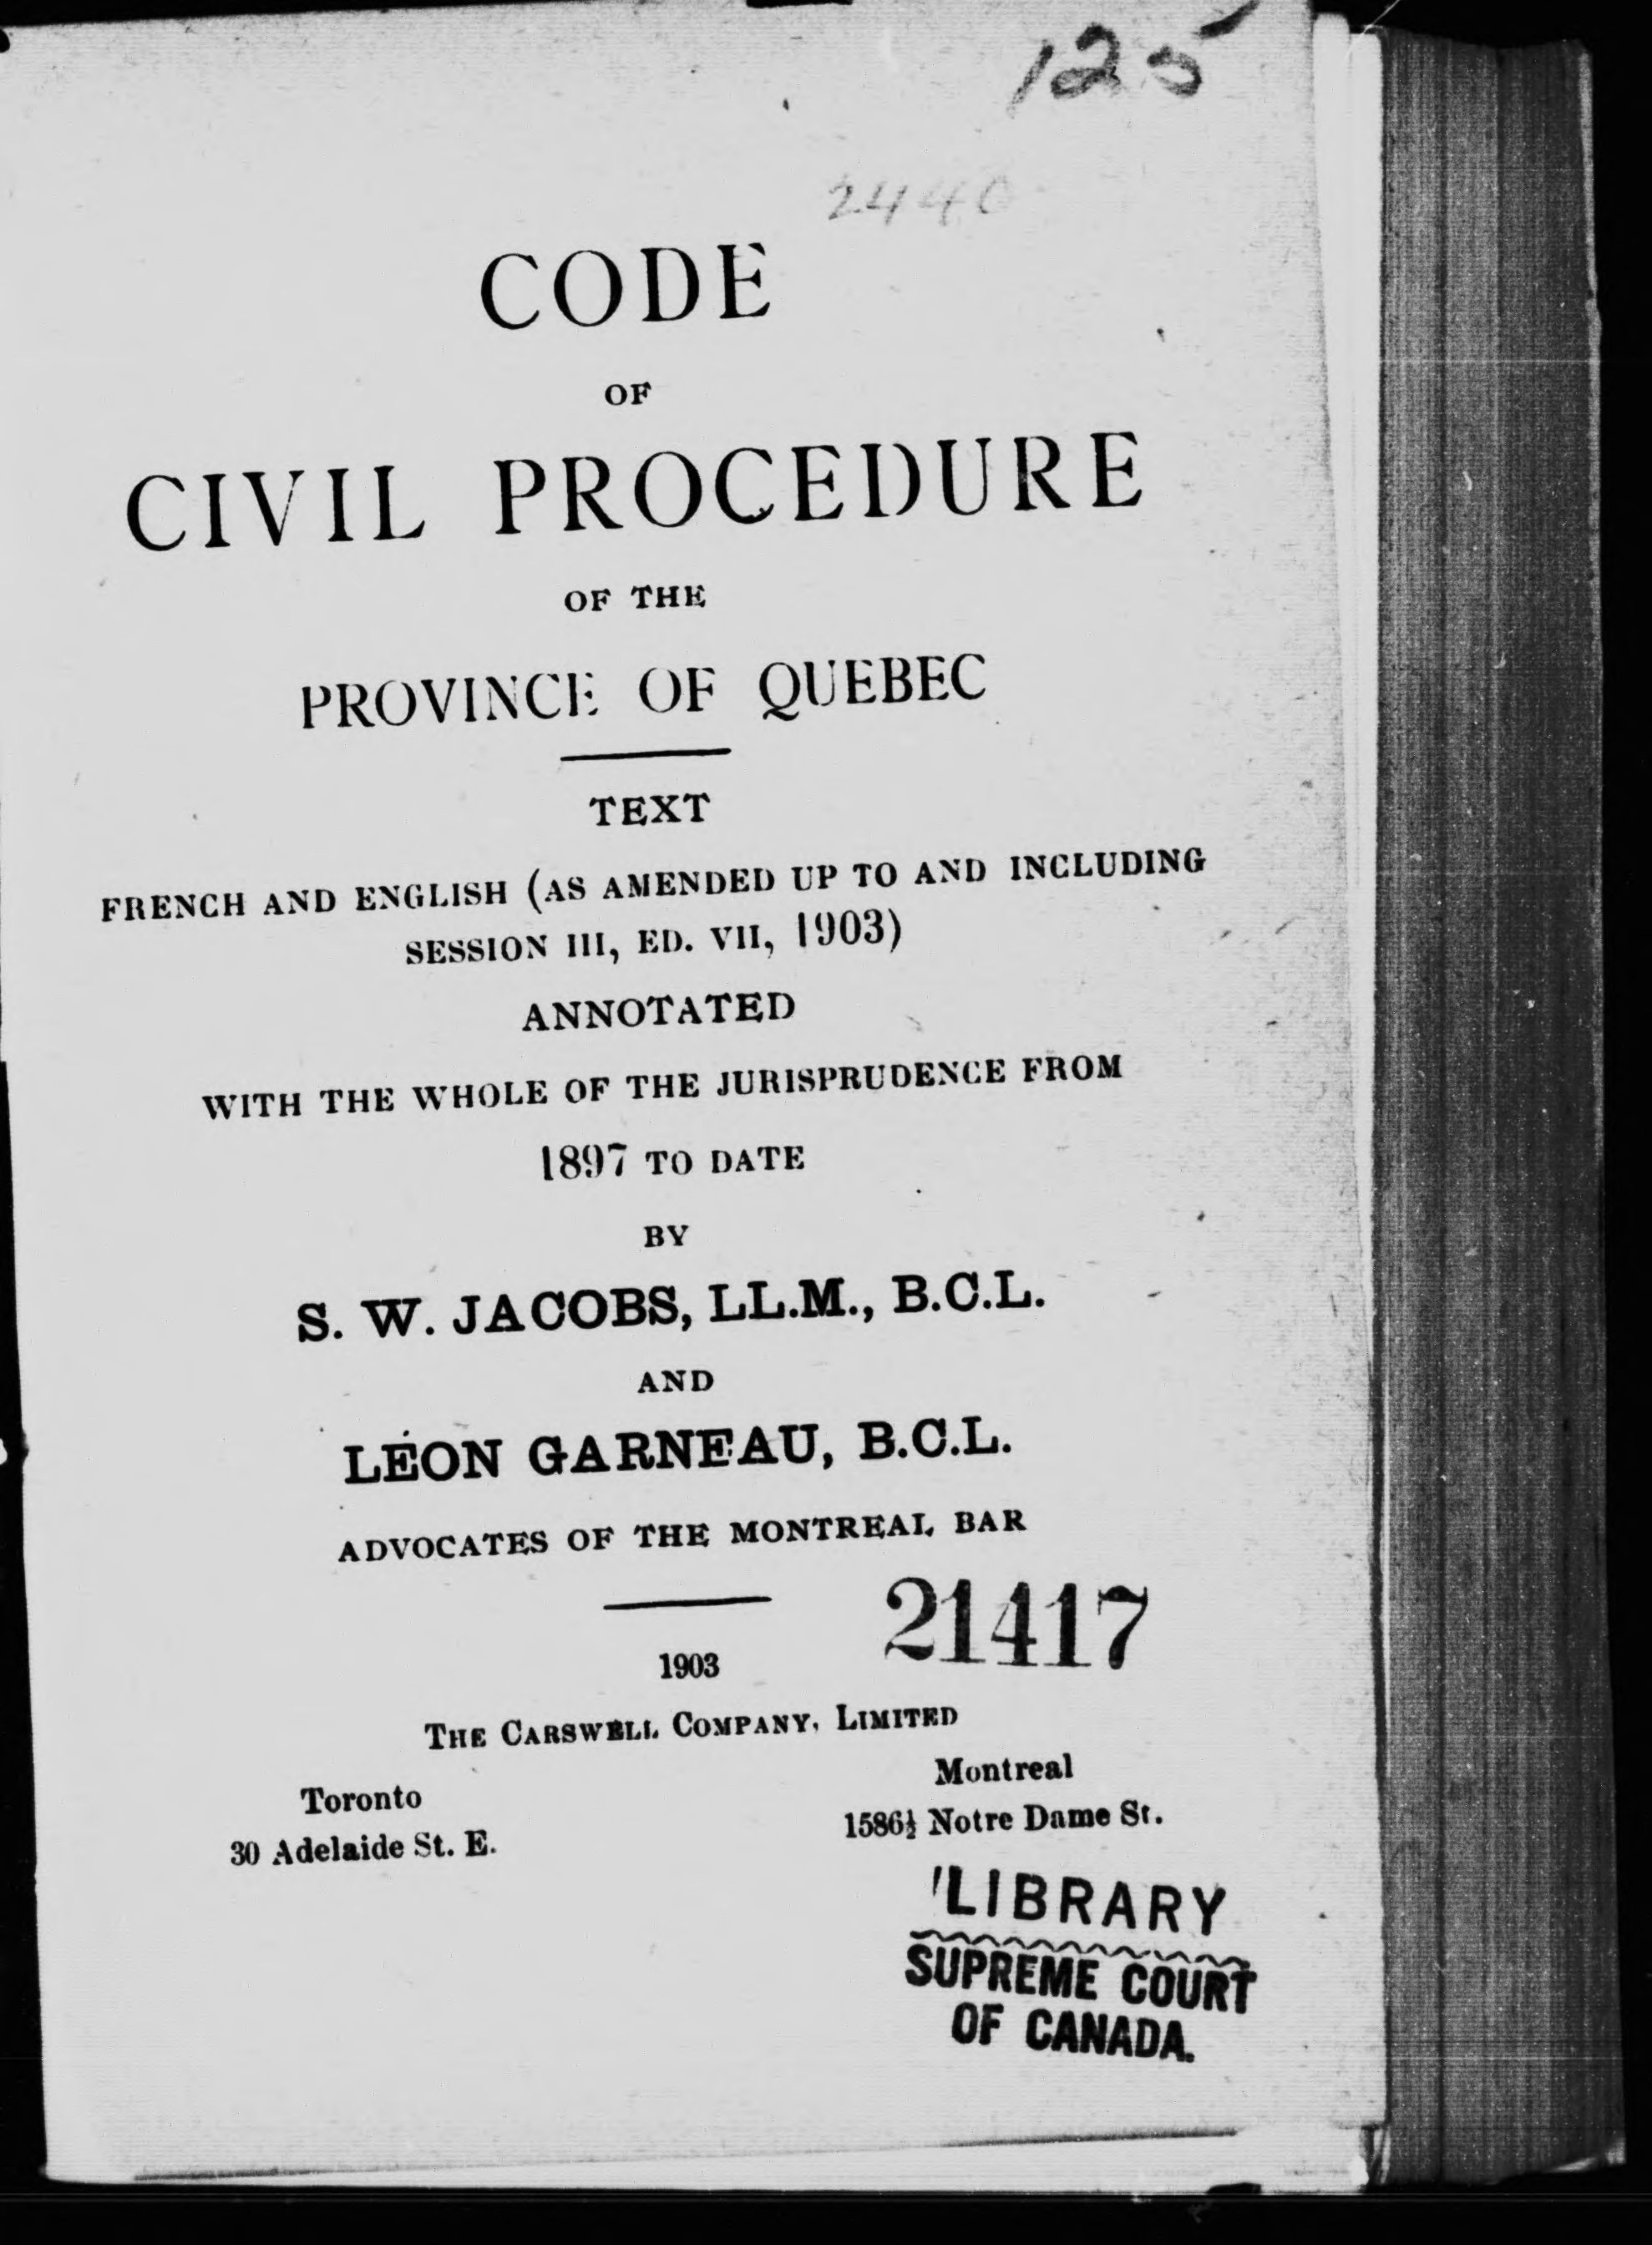 125
2440
CODE
OF
CIVIL PROCEDURE
OF THE
PROVINCE OF QUEBEC
TEXT
FRENCH AND ENGLISH (AS AMENDED UP TO AND INCLUDING
SESSION III, ED. VII, 1903)
ANNOTATED
WITH THE WHOLE OF THE JURISPRUDENCE FROM
1897 TO DATE
BY
S. W. JACOBS, LL.M., B.C.L.
AND
LÉON GARNEAU, B.C.L.
ADVOCATES OF THE MONTREAL BAR
21417
1903
THE CARSWELL COMPANY, LIMITED
Toronto
30 Adelaide St. E.
Montreal
1586½ Notre Dame St.
LIBRARY
SUPREME COURT
OF CANADA.